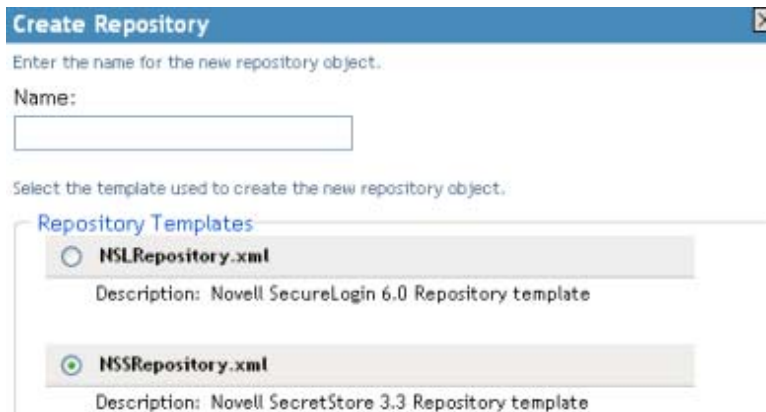 Create Repository
Enter the name for the new repository object.
Name:
Select the template used to create the new repository object.
Repository Templates
NSLRepository.xml
Description: Novell SecureLogin 6.0 Repository template
NSSRepository.xml
Description: Novell SecretStore 3.3 Repository template